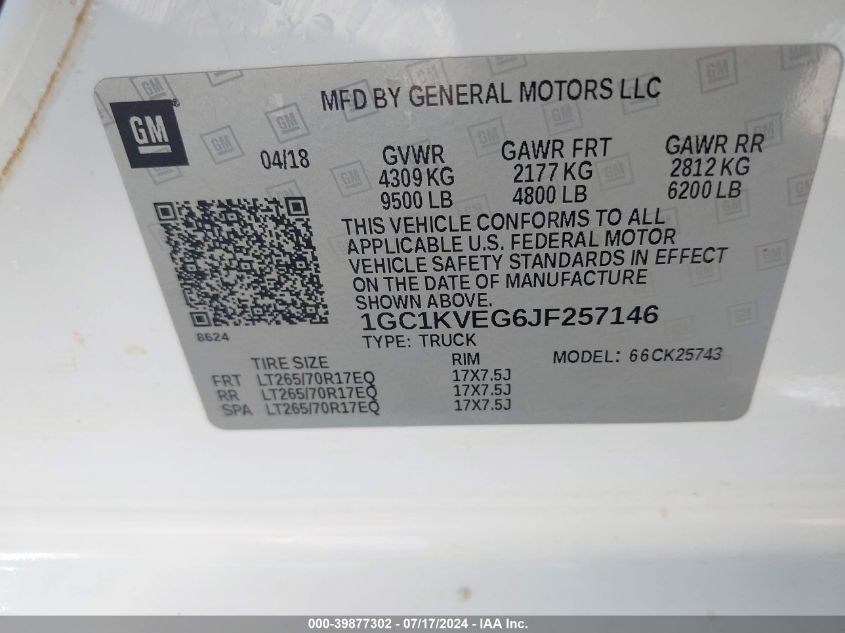 GM
MFD BY GENERAL MOTORS LLC
04/18
GVWR GAWR FRT GAWR RR
4309 KG 2177 KG 2812 KG
9500 LB 4800 LB 6200 LB
THIS VEHICLE CONFORMS TO ALL
APPLICABLE U.S. FEDERAL MOTOR
VEHICLE SAFETY STANDARDS IN EFFECT
ON THE DATE OF MANUFACTURE
SHOWN ABOVE.
8624
1GC1KVEG6JF257146
TYPE: TRUCK
MODEL: 66CK25743
TIRE SIZE RIM
FRT LT265/70R17EQ 17X7.5J
RR LT265/70R17EQ 17X7.5J
SPA LT265/70R17EQ 17X7.5J
000-39877302 - 07/17/2024 - IAA Inc.